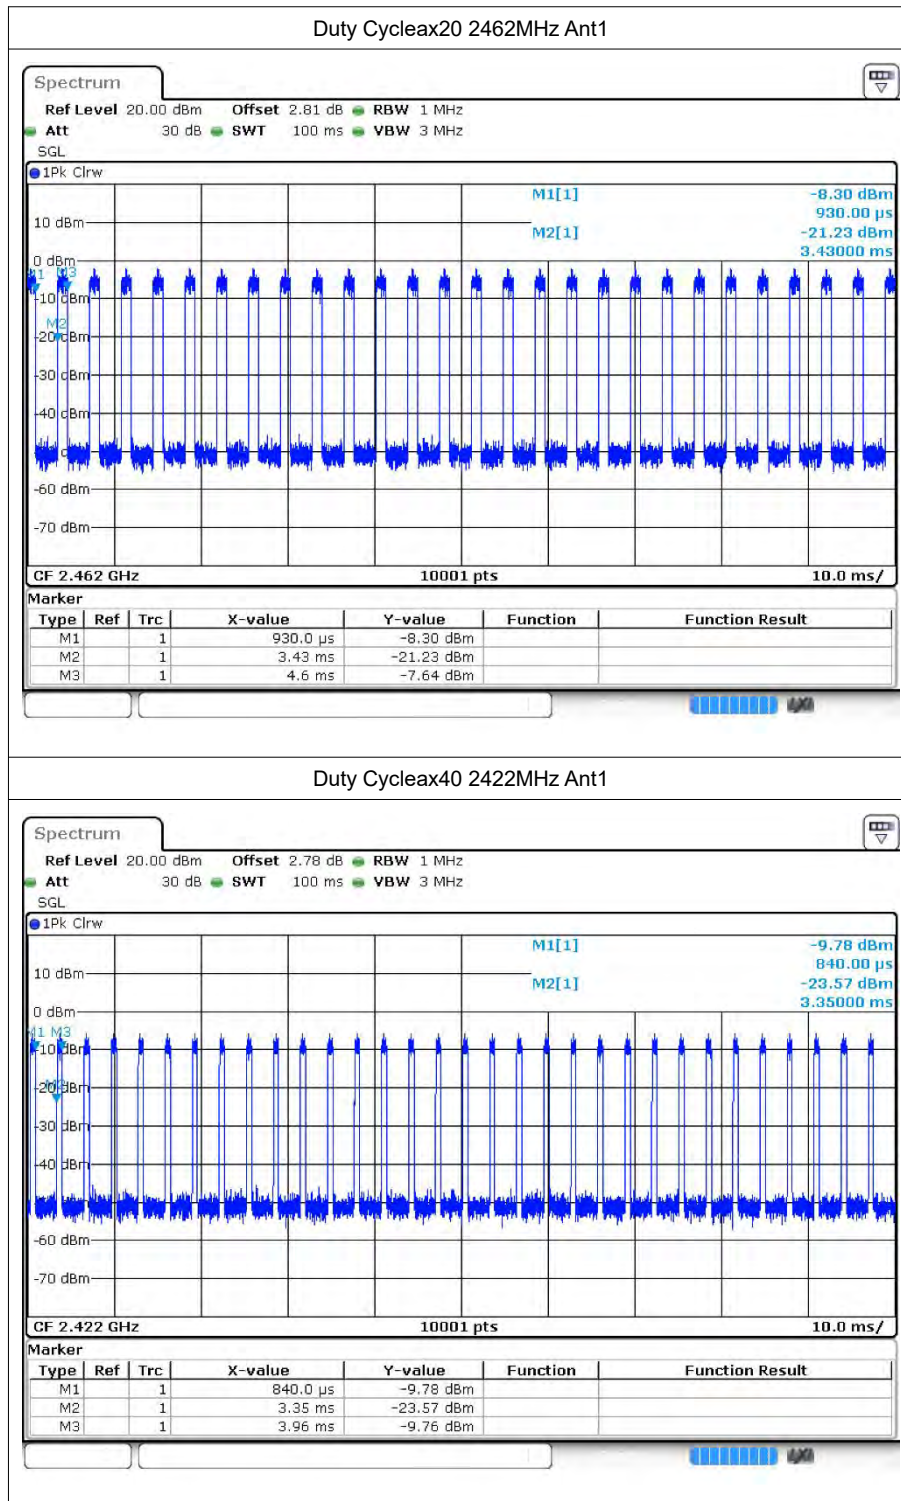 Duty Cycleax20 2462MHz Ant1
Spectrum
Ref Level 20.00 dBm Offset 2.81 dB RBW 1 MHz
Att 30 dB SWT 100 ms VBW 3 MHz
SGL
1Pk Clrw
M1[1] -8.30 dBm
930.00 µs
10 dBm
M2[1] -21.23 dBm
3.43000 ms
0 dBm
M3
-10 dBm
M2
-20 dBm
-30 dBm
-40 dBm
-60 dBm
-70 dBm
CF 2.462 GHz 10001 pts 10.0 ms/
Marker
Type Ref Trc X-value Y-value Function Function Result
M1 1 930.0 µs -8.30 dBm
M2 1 3.43 ms -21.23 dBm
M3 1 4.6 ms -7.64 dBm
Duty Cycleax40 2422MHz Ant1
Spectrum
Ref Level 20.00 dBm Offset 2.78 dB RBW 1 MHz
Att 30 dB SWT 100 ms VBW 3 MHz
SGL
1Pk Clrw
M1[1] -9.78 dBm
840.00 µs
10 dBm
M2[1] -23.57 dBm
3.35000 ms
0 dBm
M3
-10 dBm
M2
-20 dBm
-30 dBm
-40 dBm
-60 dBm
-70 dBm
CF 2.422 GHz 10001 pts 10.0 ms/
Marker
Type Ref Trc X-value Y-value Function Function Result
M1 1 840.0 µs -9.78 dBm
M2 1 3.35 ms -23.57 dBm
M3 1 3.96 ms -9.76 dBm